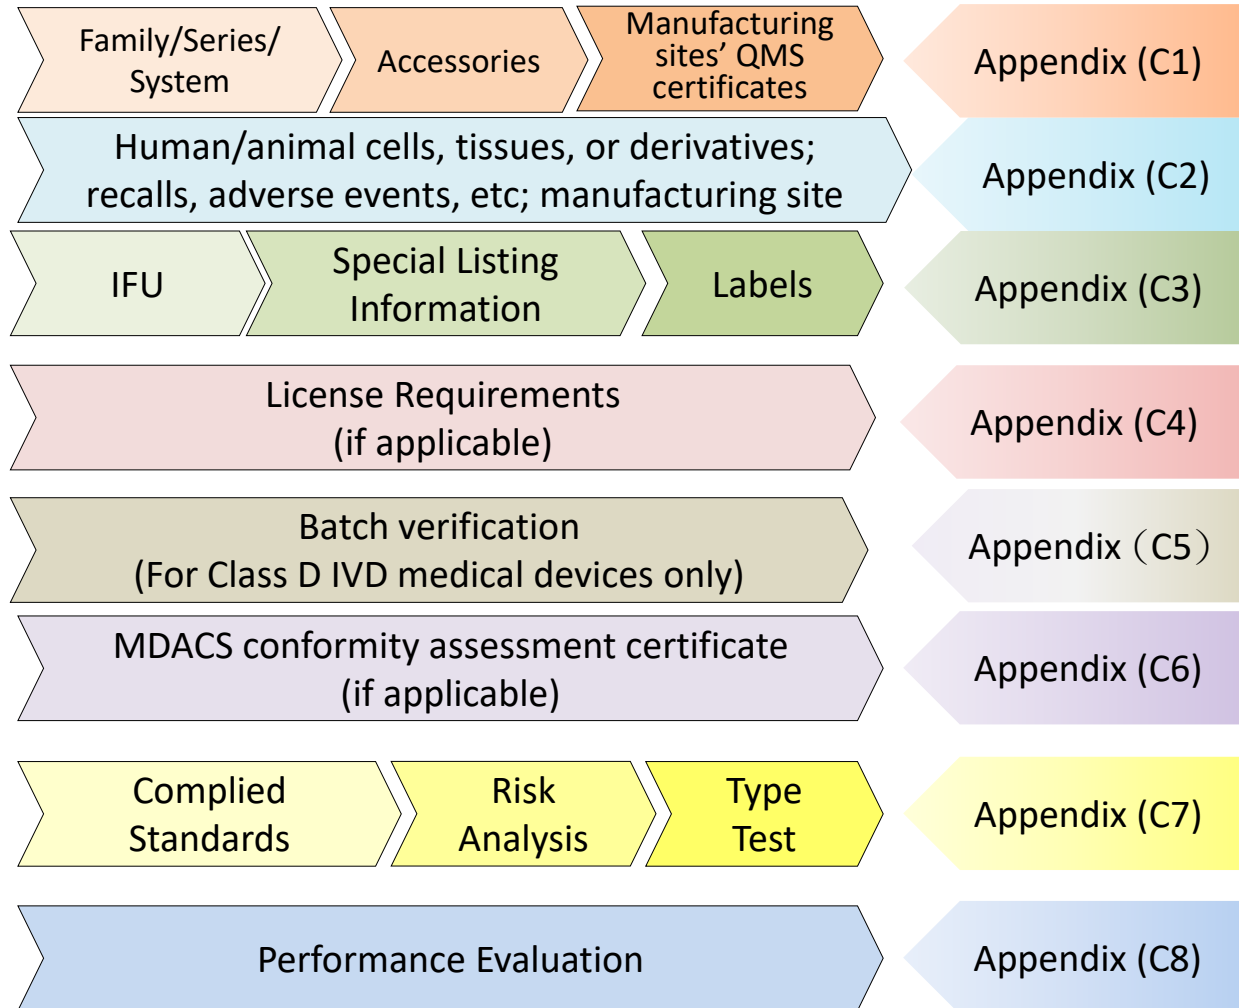 Family/Series/
System
Accessories
Manufacturing
sites’ QMS
certificates
Appendix (C1)
Human/animal cells, tissues, or derivatives;
recalls, adverse events, etc; manufacturing site
Appendix (C2)
IFU
Special Listing
Information
Labels
Appendix (C3)
License Requirements
(if applicable)
Appendix (C4)
Batch verification
(For Class D IVD medical devices only)
Appendix（C5）
MDACS conformity assessment certificate
(if applicable)
Appendix (C6)
Complied
Standards
Risk
Analysis
Type
Test
Appendix (C7)
Performance Evaluation
Appendix (C8)